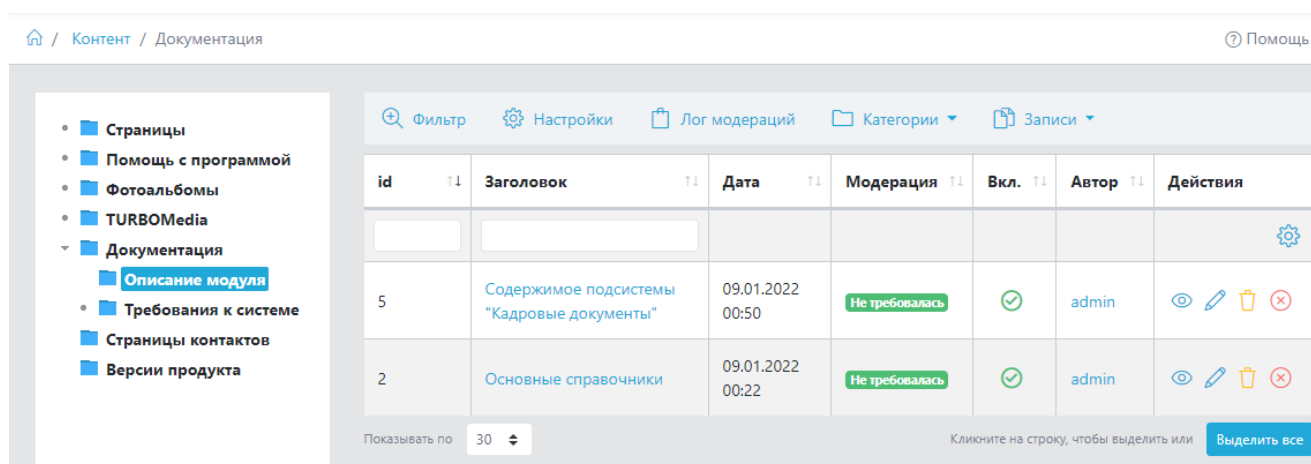 / Контент / Документация
Помощь
Страницы
Помощь с программой
Фотоальбомы
TURBOMedia
Документация
Описание модуля
Требования к системе
Страницы контактов
Версии продукта
Фильтр Настройки Лог модераций Категории Записи
id Заголовок Дата Модерация Вкл. Автор Действия
5 Содержимое подсистемы "Кадровые документы" 09.01.2022 00:50 Не требовалась admin
2 Основные справочники 09.01.2022 00:22 Не требовалась admin
Показывать по 30 Кликните на строку, чтобы выделить или Выделить все